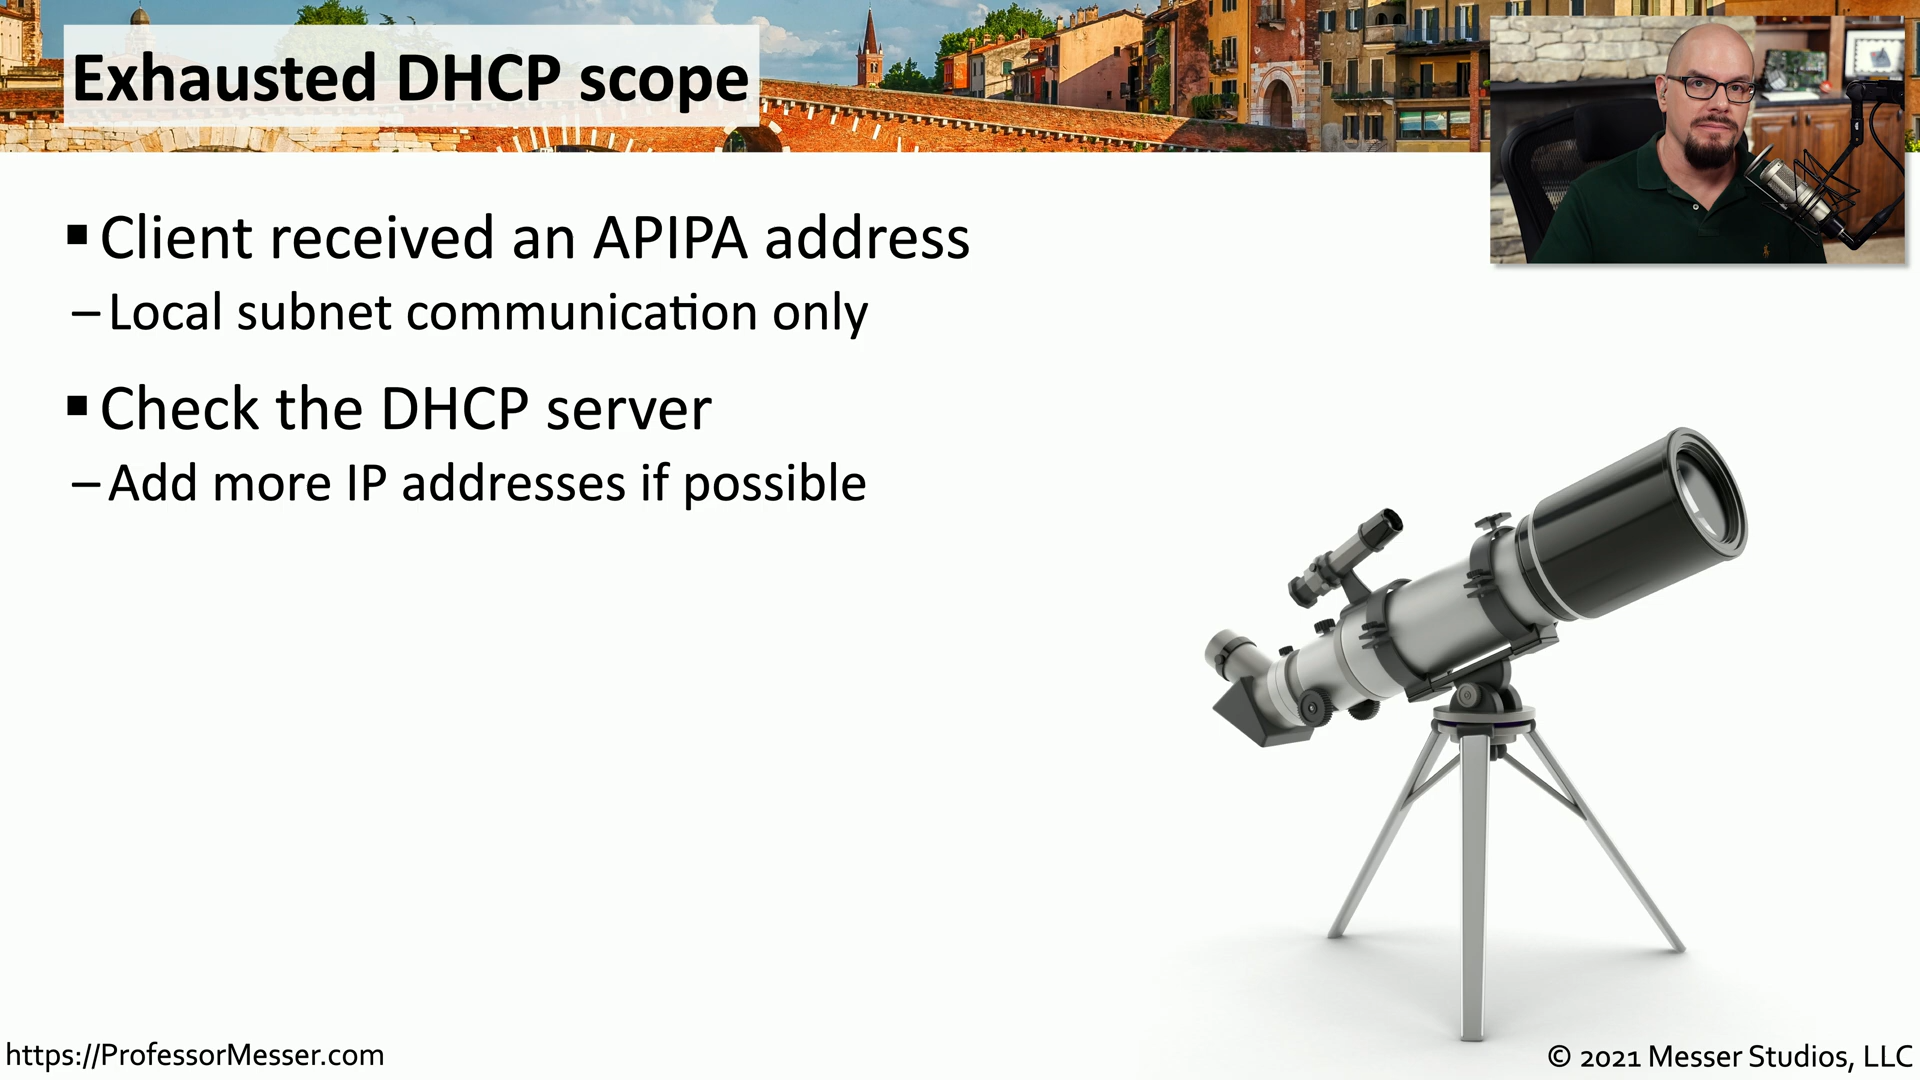 Exhausted DHCP scope
▪ Client received an APIPA address
– Local subnet communication only
▪ Check the DHCP server
– Add more IP addresses if possible
https://ProfessorMesser.com
© 2021 Messer Studios, LLC